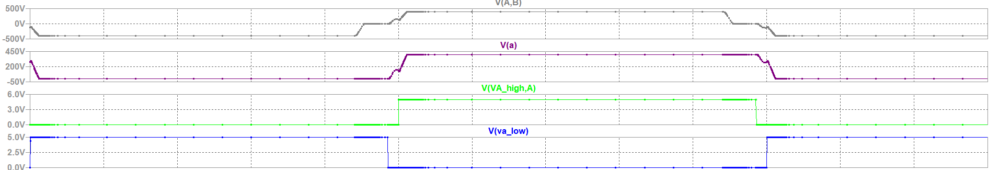 V(A,B)
500V
0V
-500V
V(a)
450V
200V
-50V
V(VA_high,A)
6.0V
3.0V
0.0V
V(va_low)
5.0V
2.5V
0.0V